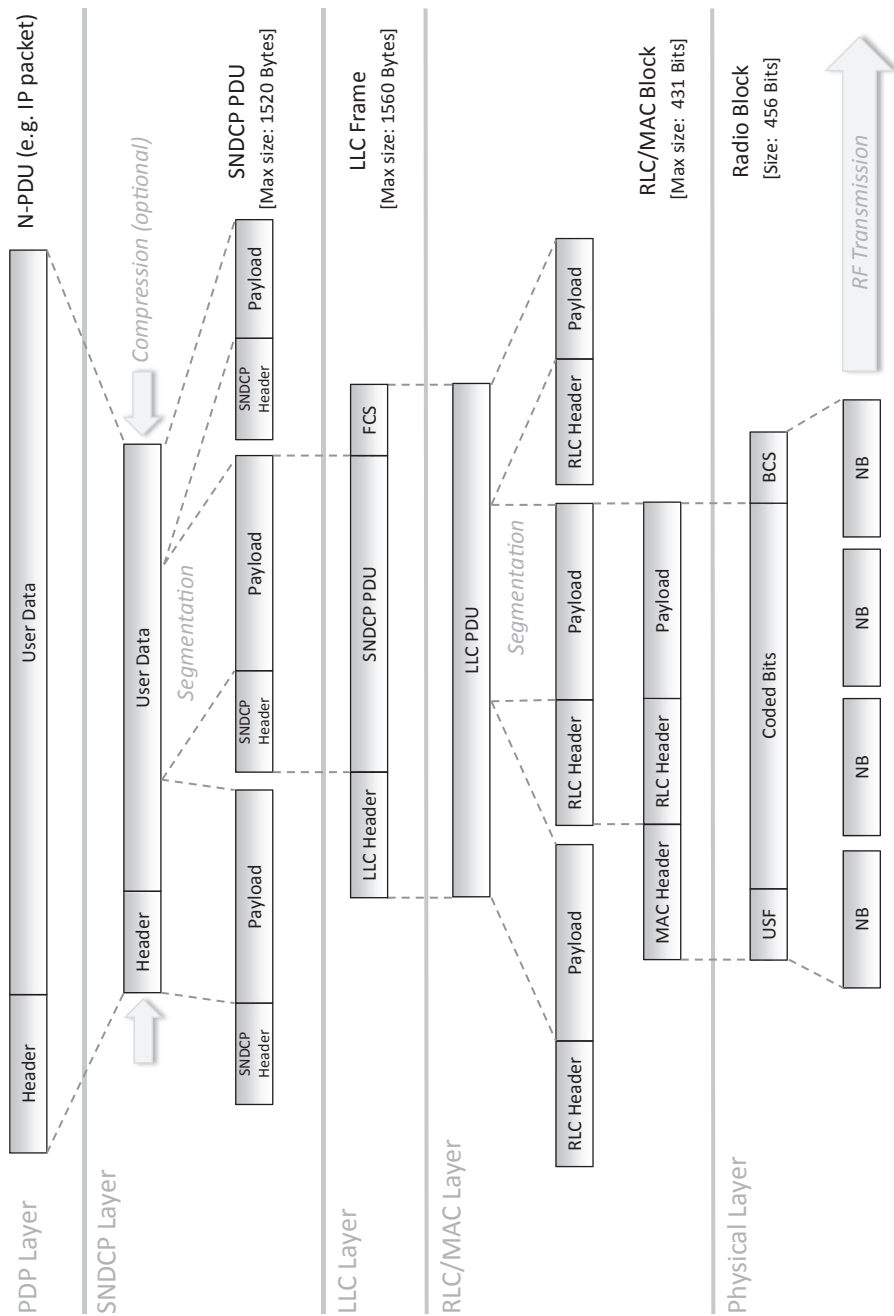 PDP Layer
Header
User Data
N-PDU (e.g. IP packet)
SNDCP Layer
Header
User Data
Compression (optional)
Segmentation
SNDCP
Header
Payload
SNDCP
Header
Payload
SNDCP
Header
Payload
SNDCP PDU
[Max size: 1520 Bytes]
LLC Layer
LLC Header
SNDCP PDU
FCS
LLC Frame
[Max size: 1560 Bytes]
RLC/MAC Layer
LLC PDU
Segmentation
RLC Header
Payload
RLC Header
Payload
RLC Header
Payload
MAC Header
RLC Header
Payload
RLC/MAC Block
[Max size: 431 Bits]
Physical Layer
USF
Coded Bits
BCS
Radio Block
[Size: 456 Bits]
NB
NB
NB
NB
RF Transmission